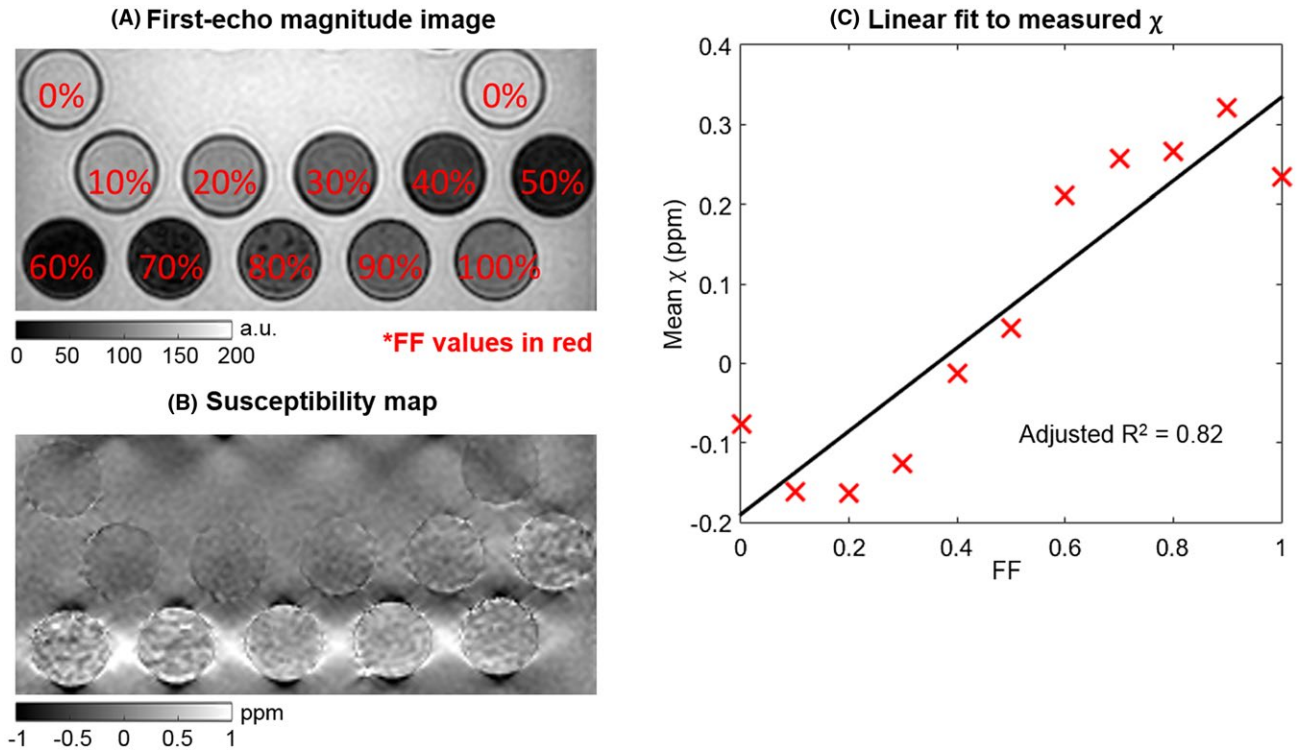 (A) First-echo magnitude image
0% 0%
10% 20% 30% 40% 50%
60% 70% 80% 90% 100%
a.u.
0 50 100 150 200
*FF values in red
(B) Susceptibility map
ppm
-1 -0.5 0 0.5 1
(C) Linear fit to measured χ
0.4
0.3
0.2
0.1
0
-0.1
-0.2
Mean χ (ppm)
Adjusted R² = 0.82
0 0.2 0.4 0.6 0.8 1
FF